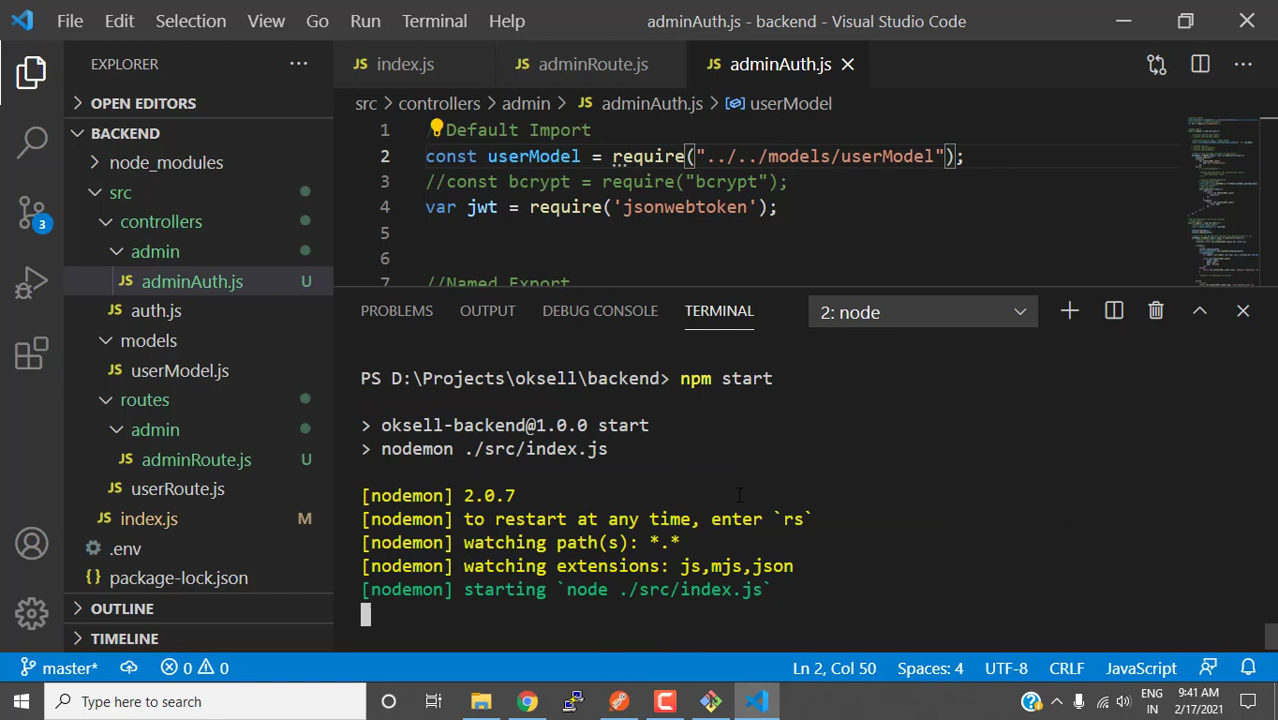 File Edit Selection View Go Run Terminal Help adminAuth.js - backend - Visual Studio Code
EXPLORER
index.js
adminRoute.js
adminAuth.js
OPEN EDITORS
BACKEND
node_modules
src
controllers
admin
adminAuth.js U
auth.js
models
userModel.js
routes
admin
adminRoute.js U
userRoute.js
index.js M
.env
package-lock.json
OUTLINE
TIMELINE
3
src > controllers > admin > JS adminAuth.js > userModel
1 Default Import
2 const userModel = require("../../models/userModel");
3 //const bcrypt = require("bcrypt");
4 var jwt = require('jsonwebtoken');
5
6
7 //Named Export
PROBLEMS OUTPUT DEBUG CONSOLE TERMINAL 2: node
PS D:\Projects\oksell\backend> npm start
> oksell-backend@1.0.0 start
> nodemon ./src/index.js
[nodemon] 2.0.7
[nodemon] to restart at any time, enter `rs`
[nodemon] watching path(s): *.*
[nodemon] watching extensions: js,mjs,json
[nodemon] starting `node ./src/index.js`
master* 0 0 Ln 2, Col 50 Spaces: 4 UTF-8 CRLF JavaScript
Type here to search
ENG
IN
9:41 AM
2/17/2021